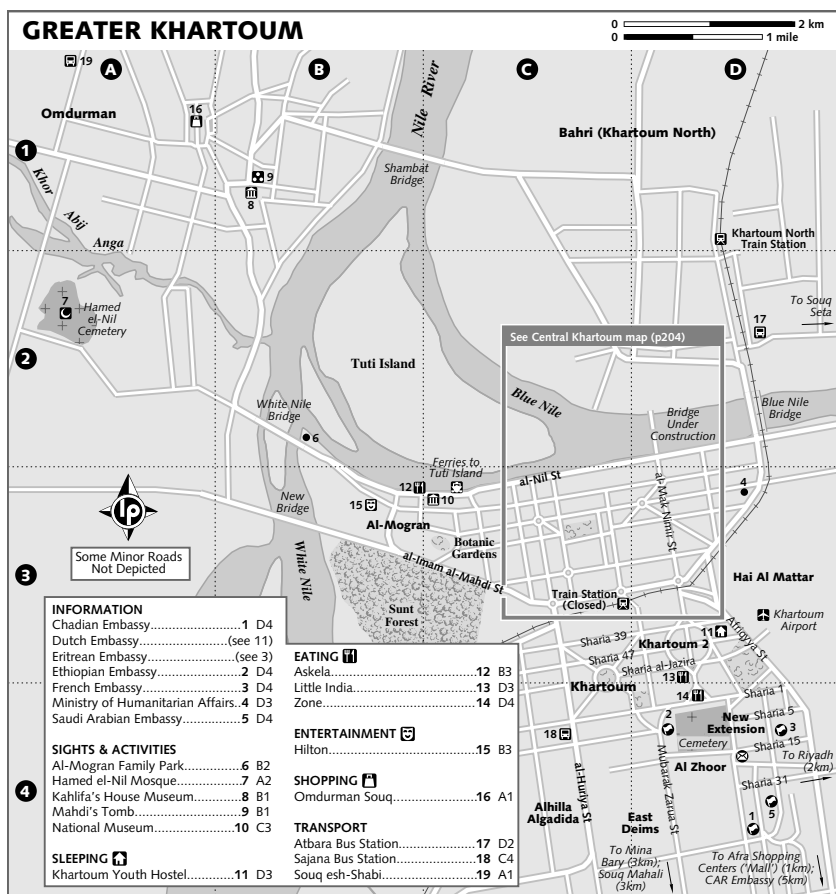 GREATER KHARTOUM
0 2 km
0 1 mile
A
B
C
D
19
Omdurman
16
Nile River
Bahri (Khartoum North)
1
Shambat
Bridge
9
8
Khor
Abij
Anga
Khartoum North
Train Station
7
Hamed
el-Nil
Cemetery
To Souq
Seta
17
See Central Khartoum map (p204)
2
Tuti Island
Blue Nile
White Nile
Bridge
6
Bridge
Under
Construction
Blue Nile
Bridge
Ferries to
Tuti Island
al-Nil St
al-Mak Nimir St
4
12
10
15
New
Bridge
Al-Mogran
lp
Some Minor Roads
Not Depicted
Botanic
Gardens
White Nile
al-Imam al-Mahdi St
3
Hai Al Mattar
Train Station
(Closed)
Sunt
Forest
Khartoum
Airport
11
Afriqyya St
Sharia 39
Khartoum 2
Sharia 47
Sharia al-Jazira
13
Khartoum
14
Sharia 1
New
Extension
Sharia 5
2
3
Cemetery
18
Sharia 15
To Riyadh
(2km)
Al Zhoor
Sharia 31
4
al-Huriya St
Mubarak Zarua St
Alhilla
Algadida
East
Deims
1
5
To Mina
Bary (3km);
Souq Mahali
(3km)
To Afra Shopping
Centers ('Mall') (1km);
CAR Embassy (5km)
INFORMATION
Chadian Embassy 1 D4
Dutch Embassy (see 11)
Eritrean Embassy (see 3)
Ethiopian Embassy 2 D4
French Embassy 3 D4
Ministry of Humanitarian Affairs 4 D3
Saudi Arabian Embassy 5 D4
SIGHTS & ACTIVITIES
Al-Mogran Family Park 6 B2
Hamed el-Nil Mosque 7 A2
Kahlifa's House Museum 8 B1
Mahdi's Tomb 9 B1
National Museum 10 C3
SLEEPING
Khartoum Youth Hostel 11 D3
EATING
Askela 12 B3
Little India 13 D3
Zone 14 D4
ENTERTAINMENT
Hilton 15 B3
SHOPPING
Omdurman Souq 16 A1
TRANSPORT
Atbara Bus Station 17 D2
Sajana Bus Station 18 C4
Souq esh-Shabi 19 A1